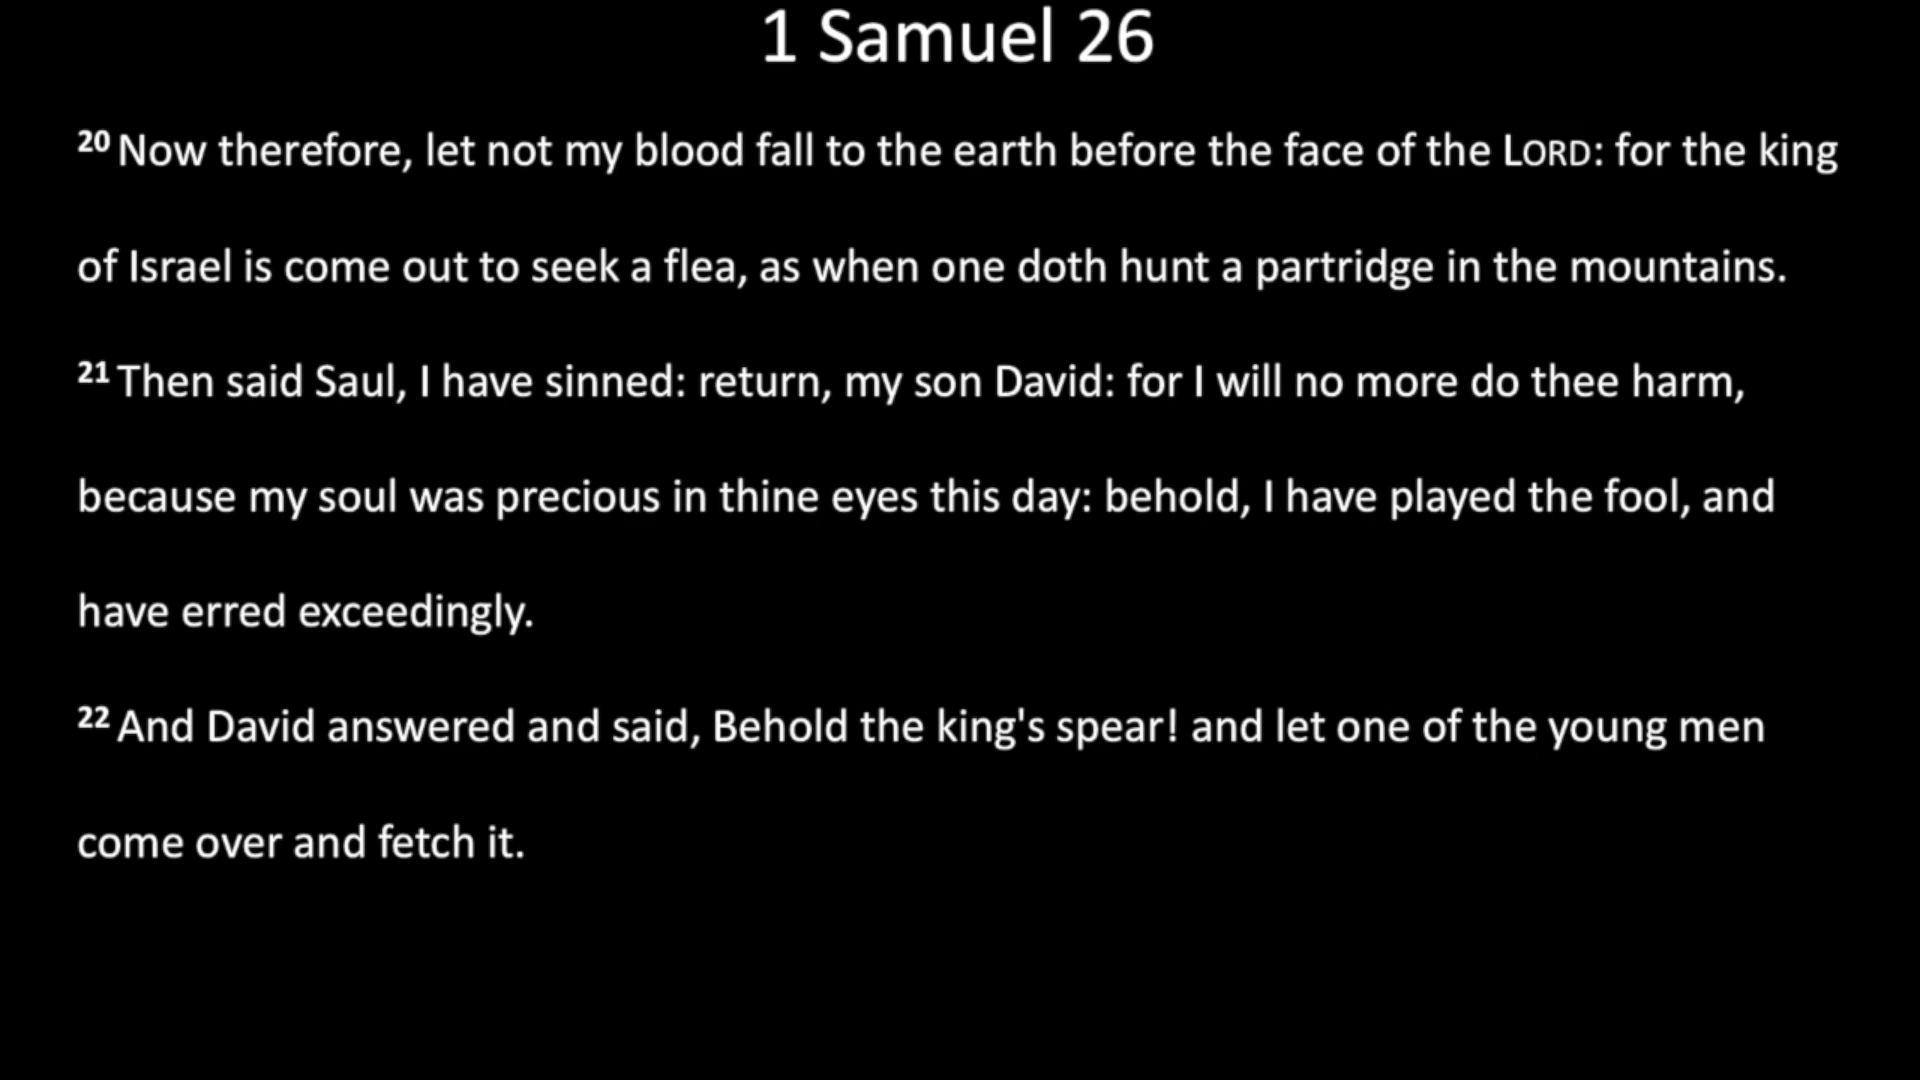 1 Samuel 26
20 Now therefore, let not my blood fall to the earth before the face of the LORD: for the king
of Israel is come out to seek a flea, as when one doth hunt a partridge in the mountains.
21 Then said Saul, I have sinned: return, my son David: for I will no more do thee harm,
because my soul was precious in thine eyes this day: behold, I have played the fool, and
have erred exceedingly.
22 And David answered and said, Behold the king's spear! and let one of the young men
come over and fetch it.